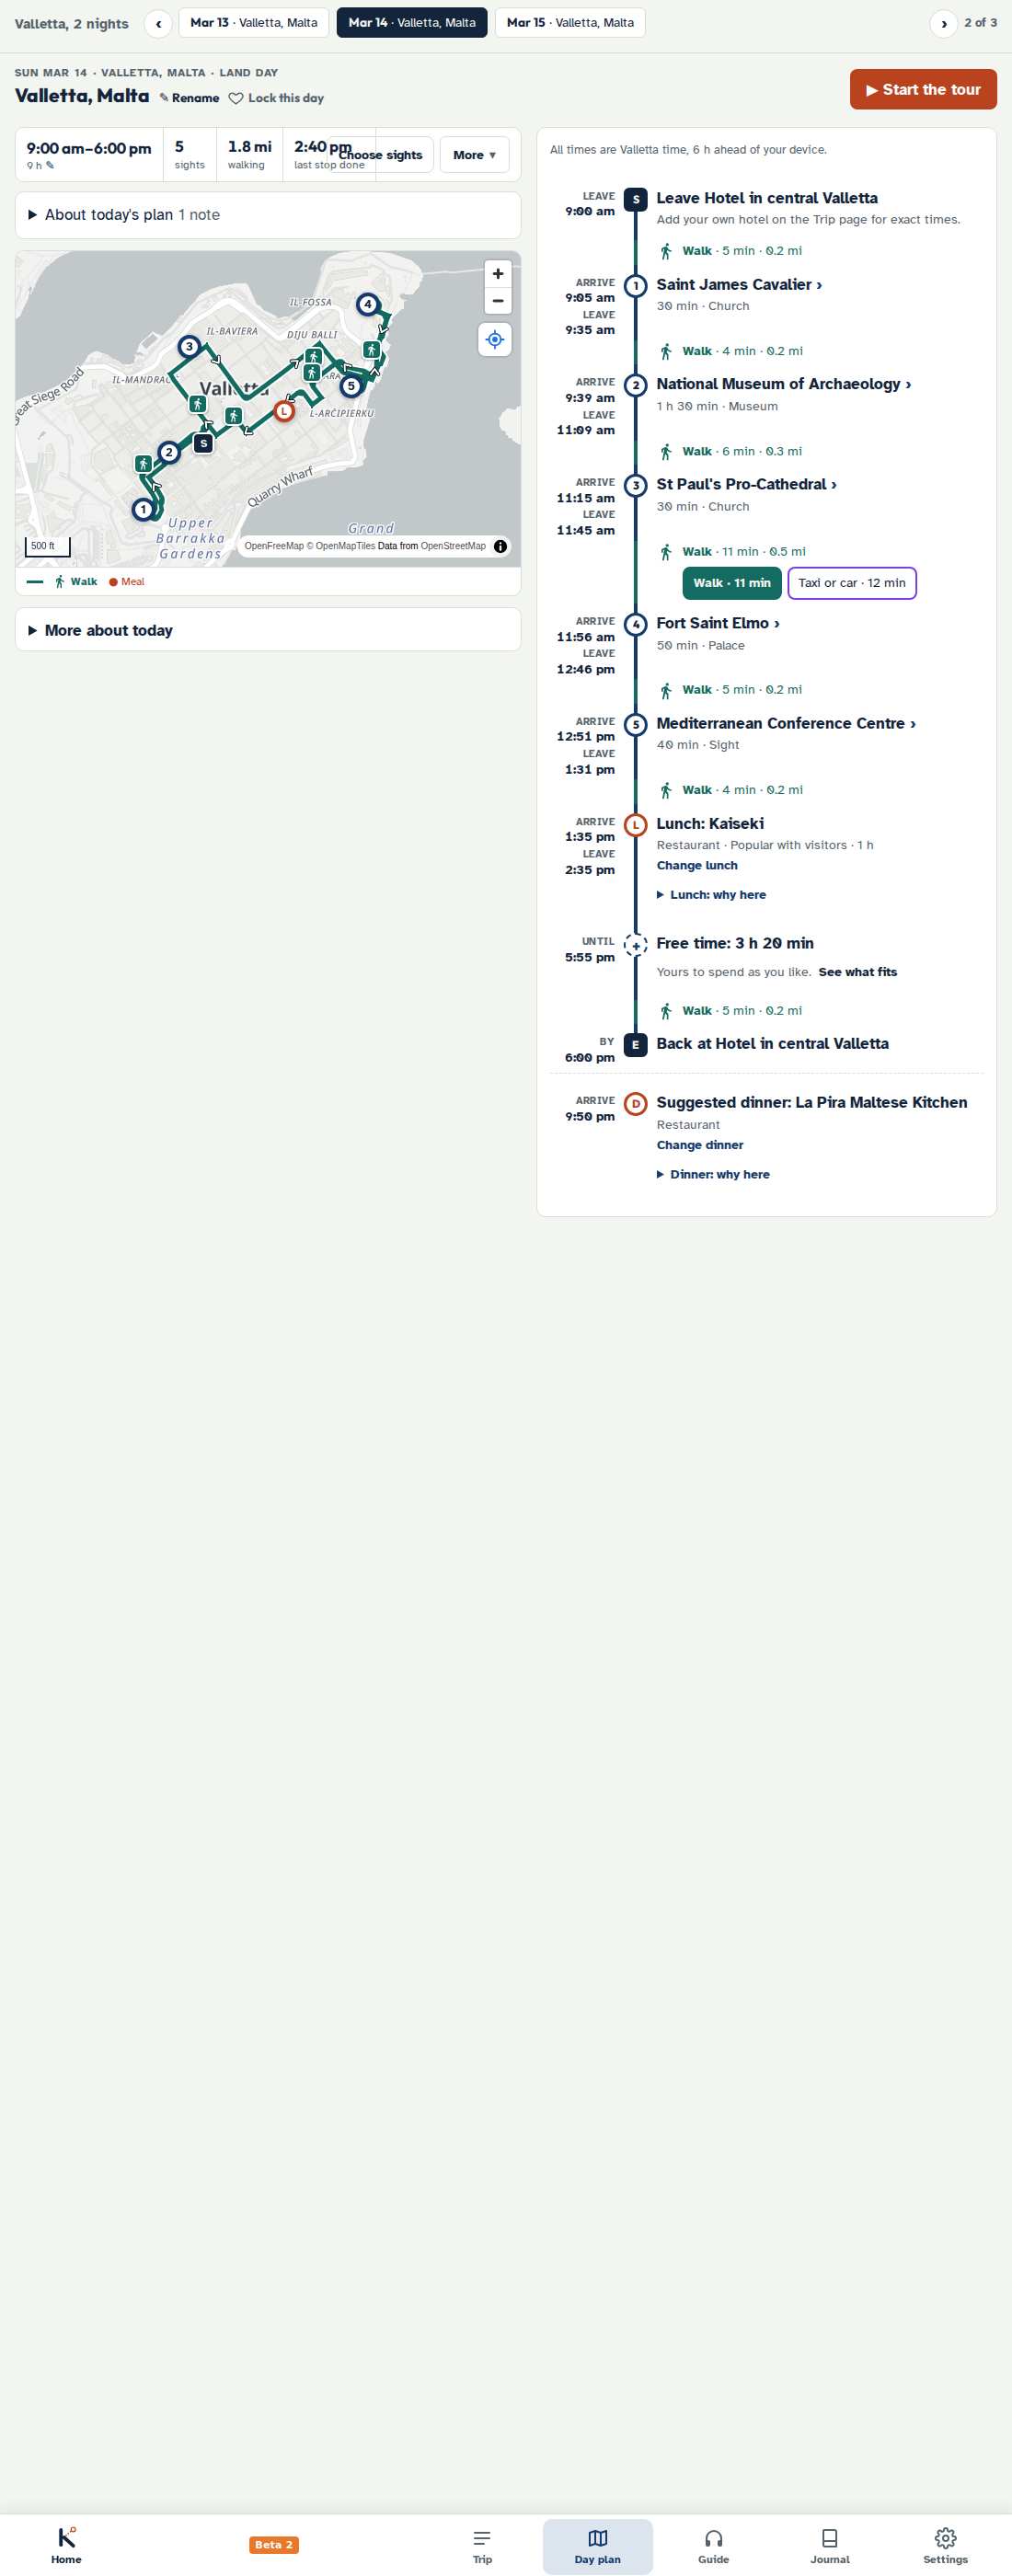 Valletta, 2 nights
‹
Mar 13 · Valletta, Malta
Mar 14 · Valletta, Malta
Mar 15 · Valletta, Malta
›
2 of 3
SUN MAR 14 · VALLETTA, MALTA · LAND DAY
Valletta, Malta
✎ Rename
Lock this day
▶ Start the tour
9:00 am–6:00 pm
9 h ✎
5
sights
1.8 mi
walking
2:40 pm
last stop done
Choose sights
More ▼
▶ About today's plan 1 note
+
−
IL-FOSSA
IL-BAVIERA
DIJU BALLI
L-ARĊIPIERKU
Quarry Wharf
Upper
Barrakka
Gardens
Grand
1
2
3
4
5
S
L
500 ft
OpenFreeMap © OpenMapTiles Data from OpenStreetMap
Walk
Meal
▶ More about today
All times are Valletta time, 6 h ahead of your device.
LEAVE
9:00 am
S
Leave Hotel in central Valletta
Add your own hotel on the Trip page for exact times.
Walk · 5 min · 0.2 mi
ARRIVE
9:05 am
LEAVE
9:35 am
1
Saint James Cavalier ›
30 min · Church
Walk · 4 min · 0.2 mi
ARRIVE
9:39 am
LEAVE
11:09 am
2
National Museum of Archaeology ›
1 h 30 min · Museum
Walk · 6 min · 0.3 mi
ARRIVE
11:15 am
LEAVE
11:45 am
3
St Paul's Pro-Cathedral ›
30 min · Church
Walk · 11 min · 0.5 mi
Walk · 11 min
Taxi or car · 12 min
ARRIVE
11:56 am
LEAVE
12:46 pm
4
Fort Saint Elmo ›
50 min · Palace
Walk · 5 min · 0.2 mi
ARRIVE
12:51 pm
LEAVE
1:31 pm
5
Mediterranean Conference Centre ›
40 min · Sight
Walk · 4 min · 0.2 mi
ARRIVE
1:35 pm
LEAVE
2:35 pm
L
Lunch: Kaiseki
Restaurant · Popular with visitors · 1 h
Change lunch
▶ Lunch: why here
UNTIL
5:55 pm
+
Free time: 3 h 20 min
Yours to spend as you like. See what fits
Walk · 5 min · 0.2 mi
BY
6:00 pm
E
Back at Hotel in central Valletta
ARRIVE
9:50 pm
D
Suggested dinner: La Pira Maltese Kitchen
Restaurant
Change dinner
▶ Dinner: why here
Home
Beta 2
Trip
Day plan
Guide
Journal
Settings